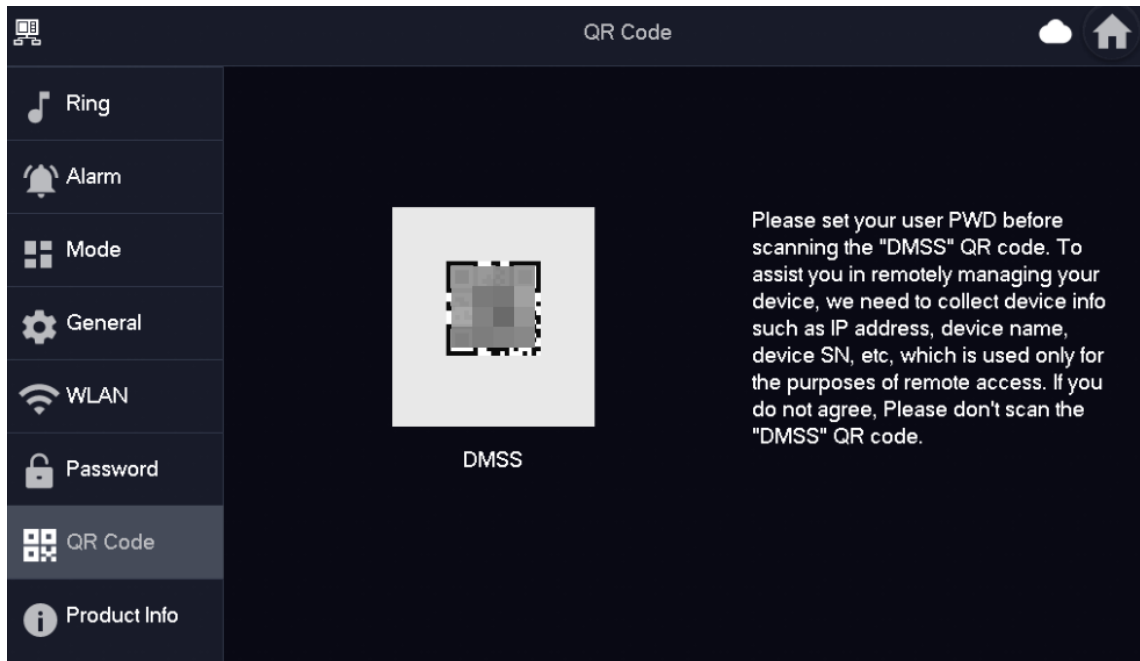 QR Code
Ring
Alarm
Mode
General
WLAN
Password
QR Code
Product Info
DMSS
Please set your user PWD before
scanning the "DMSS" QR code. To
assist you in remotely managing your
device, we need to collect device info
such as IP address, device name,
device SN, etc, which is used only for
the purposes of remote access. If you
do not agree, Please don't scan the
"DMSS" QR code.